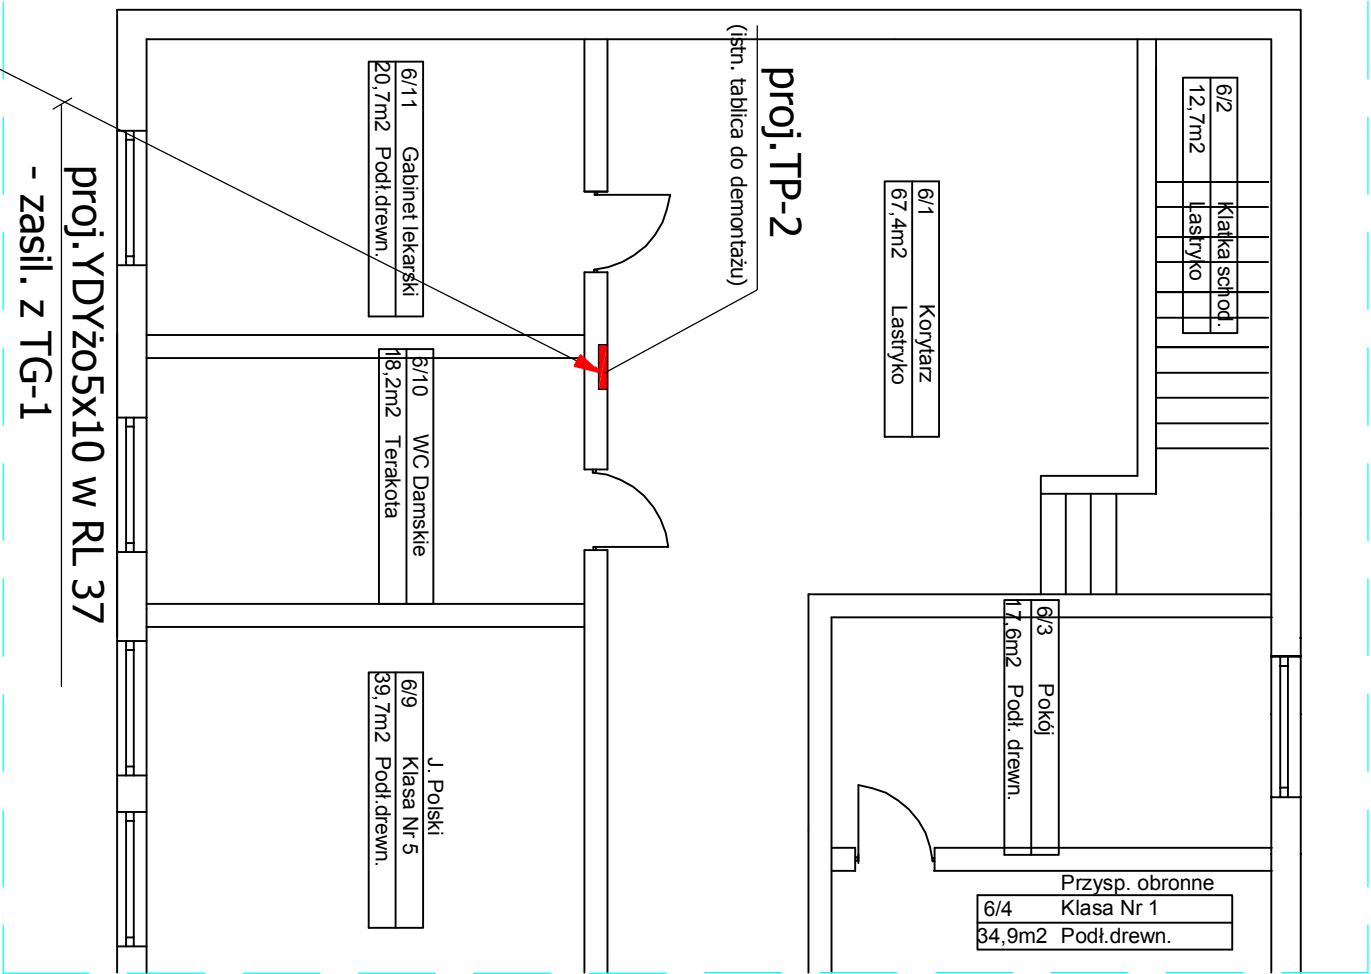 6/2 Klatka schod.
12,7m2 Lastryko
proj.TP-2
(istn. tablica do demontażu)
6/11 Gabinet lekarski
20,7m2 Podł.drewn.
6/1 Korytarz
67,4m2 Lastryko
proj.YDYżo5x10 w RL 37
- zasil. z TG-1
6/10 WC Damskie
18,2m2 Terakota
6/3 Pokój
17,6m2 Podł. drewn.
J. Polski
6/9 Klasa Nr 5
39,7m2 Podł.drewn.
Przysp. obronne
6/4 Klasa Nr 1
34,9m2 Podł.drewn.